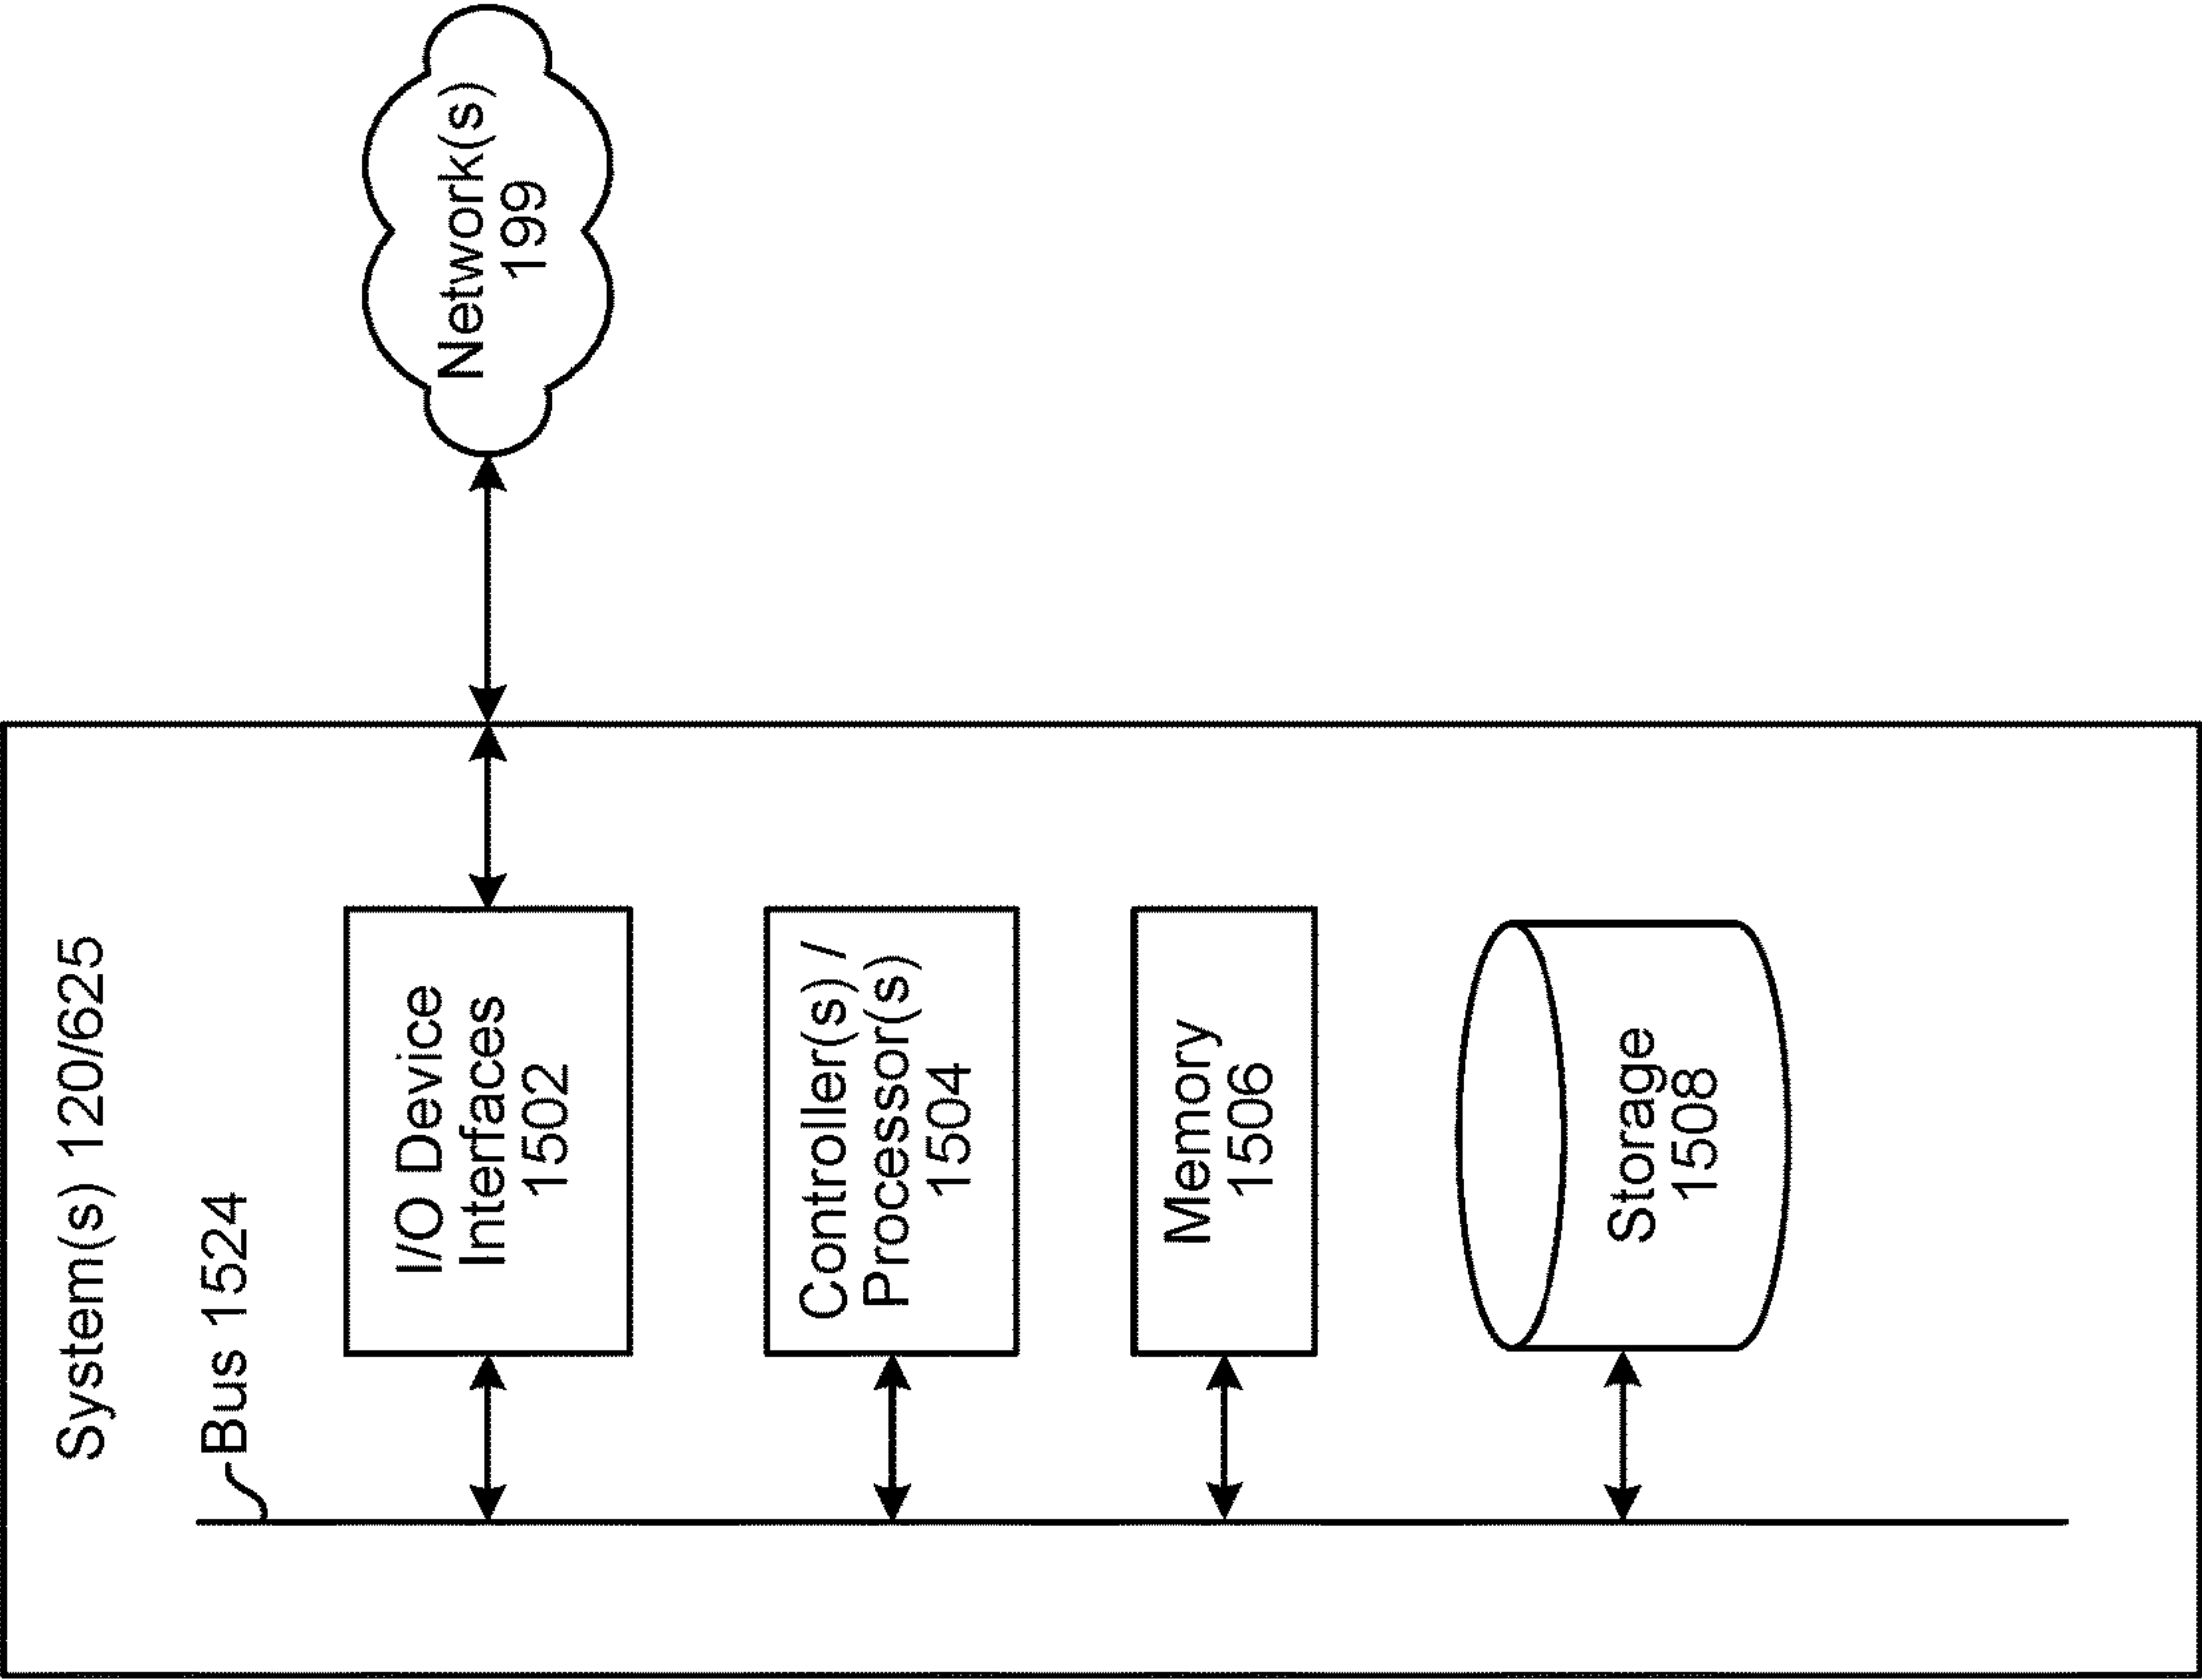 System(s) 120/625
Bus 1524
I/O Device
Interfaces
1502
Controller(s) /
Processor(s)
1504
Memory
1506
Storage
1508
Network(s)
199